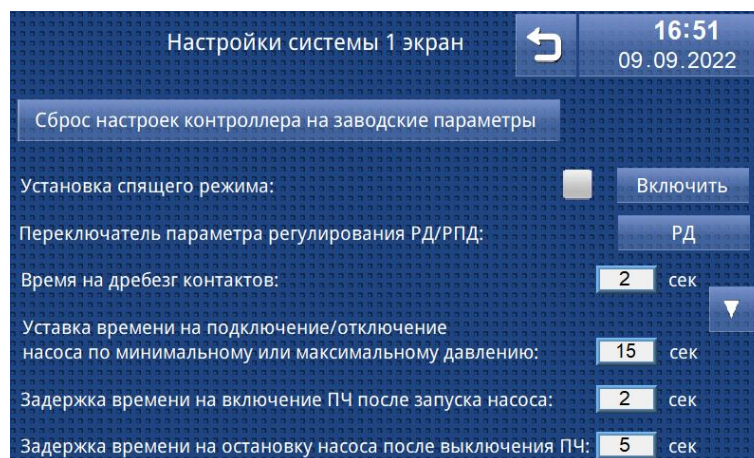 Настройки системы 1 экран
16:51
09.09.2022
Сброс настроек контроллера на заводские параметры
Установка спящего режима:
Включить
Переключатель параметра регулирования РД/РПД:
РД
Время на дребезг контактов:
2 сек
Уставка времени на подключение/отключение
насоса по минимальному или максимальному давлению:
15 сек
Задержка времени на включение ПЧ после запуска насоса:
2 сек
Задержка времени на остановку насоса после выключения ПЧ:
5 сек